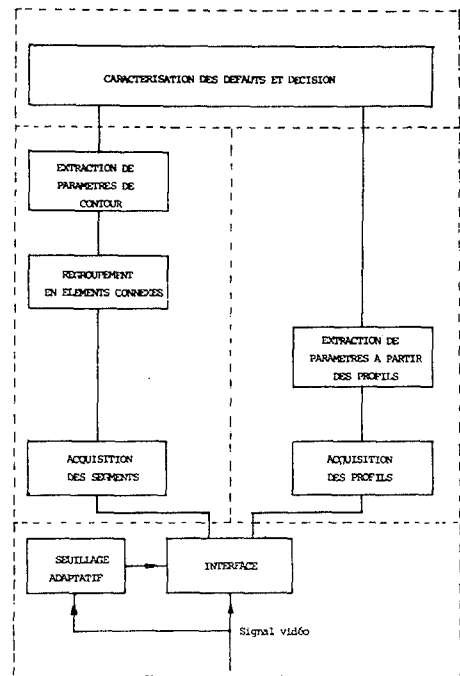 CARACTERISATION DES DEFAUTS ET DECISION
EXTRACTION DE
PARAMETRES DE
CONTOUR
REGROUPEMENT
EN ELEMENTS CONNEXES
EXTRACTION DE
PARAMETRES A PARTIR
DES PROFILS
ACQUISITION
DES SEGMENTS
ACQUISITION
DES PROFILS
SEUILLAGE
ADAPTATIF
INTERFACE
Signal vidéo